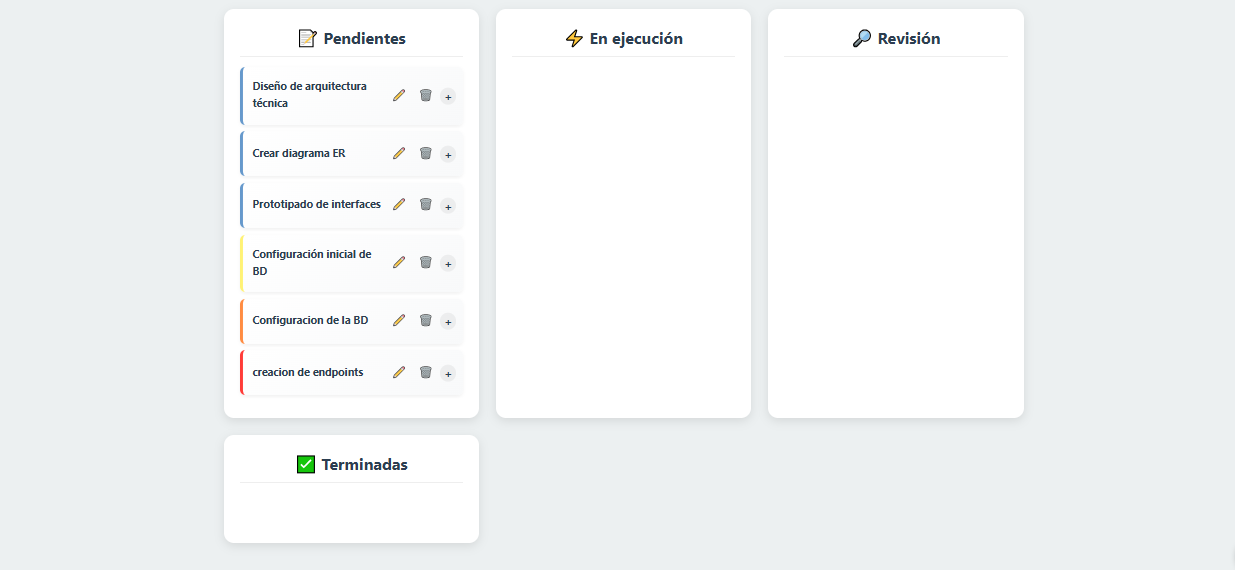 Pendientes
Diseño de arquitectura
técnica
+
Crear diagrama ER
+
Prototipado de interfaces
+
Configuración inicial de
BD
+
Configuracion de la BD
+
creacion de endpoints
+
En ejecución
Revisión
Terminadas